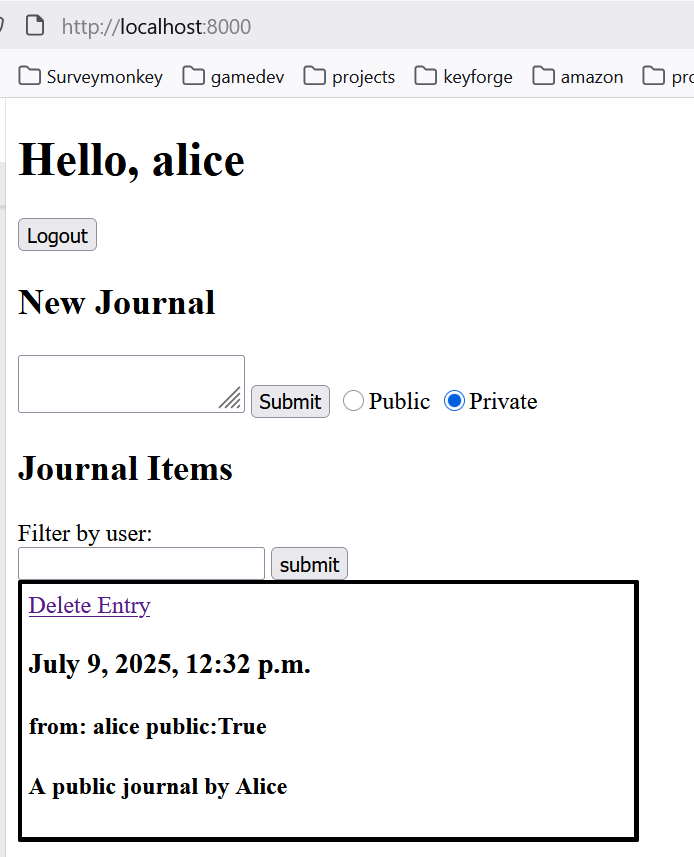 http://localhost:8000
Surveymonkey gamedev projects keyforge amazon
Hello, alice
Logout
New Journal
Submit Public Private
Journal Items
Filter by user:
submit
Delete Entry
July 9, 2025, 12:32 p.m.
from: alice public:True
A public journal by Alice